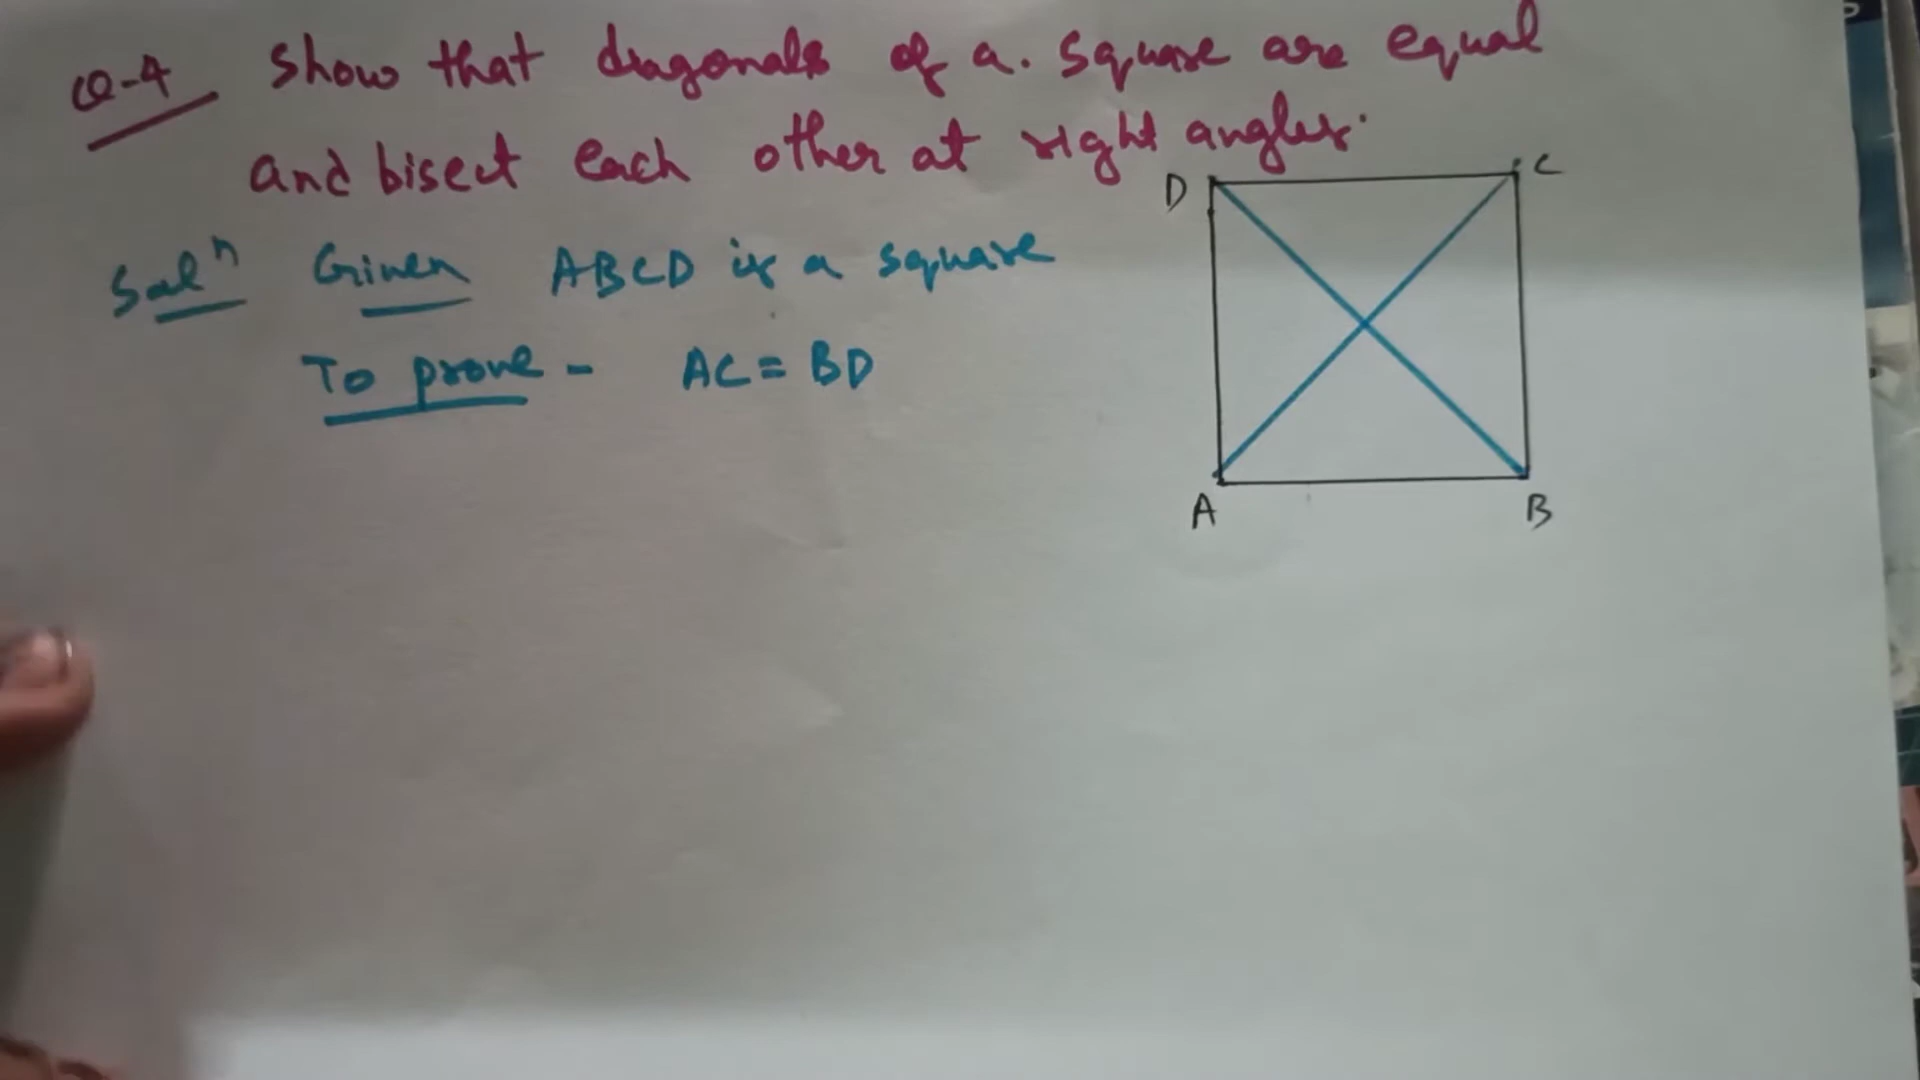 Q-4 Show that diagonals of a. square are equal
and bisect each other at right angles.
D C
Solⁿ Given ABCD is a square
To prove - AC = BD
A B